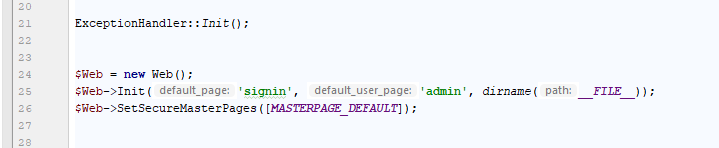 20
21 ExceptionHandler::Init();
22
23
24 $Web = new Web();
25 $Web->Init( default_page: 'signin', default_user_page: 'admin', dirname( path: __FILE__));
26 $Web->SetSecureMasterPages([MASTERPAGE_DEFAULT]);
27
28